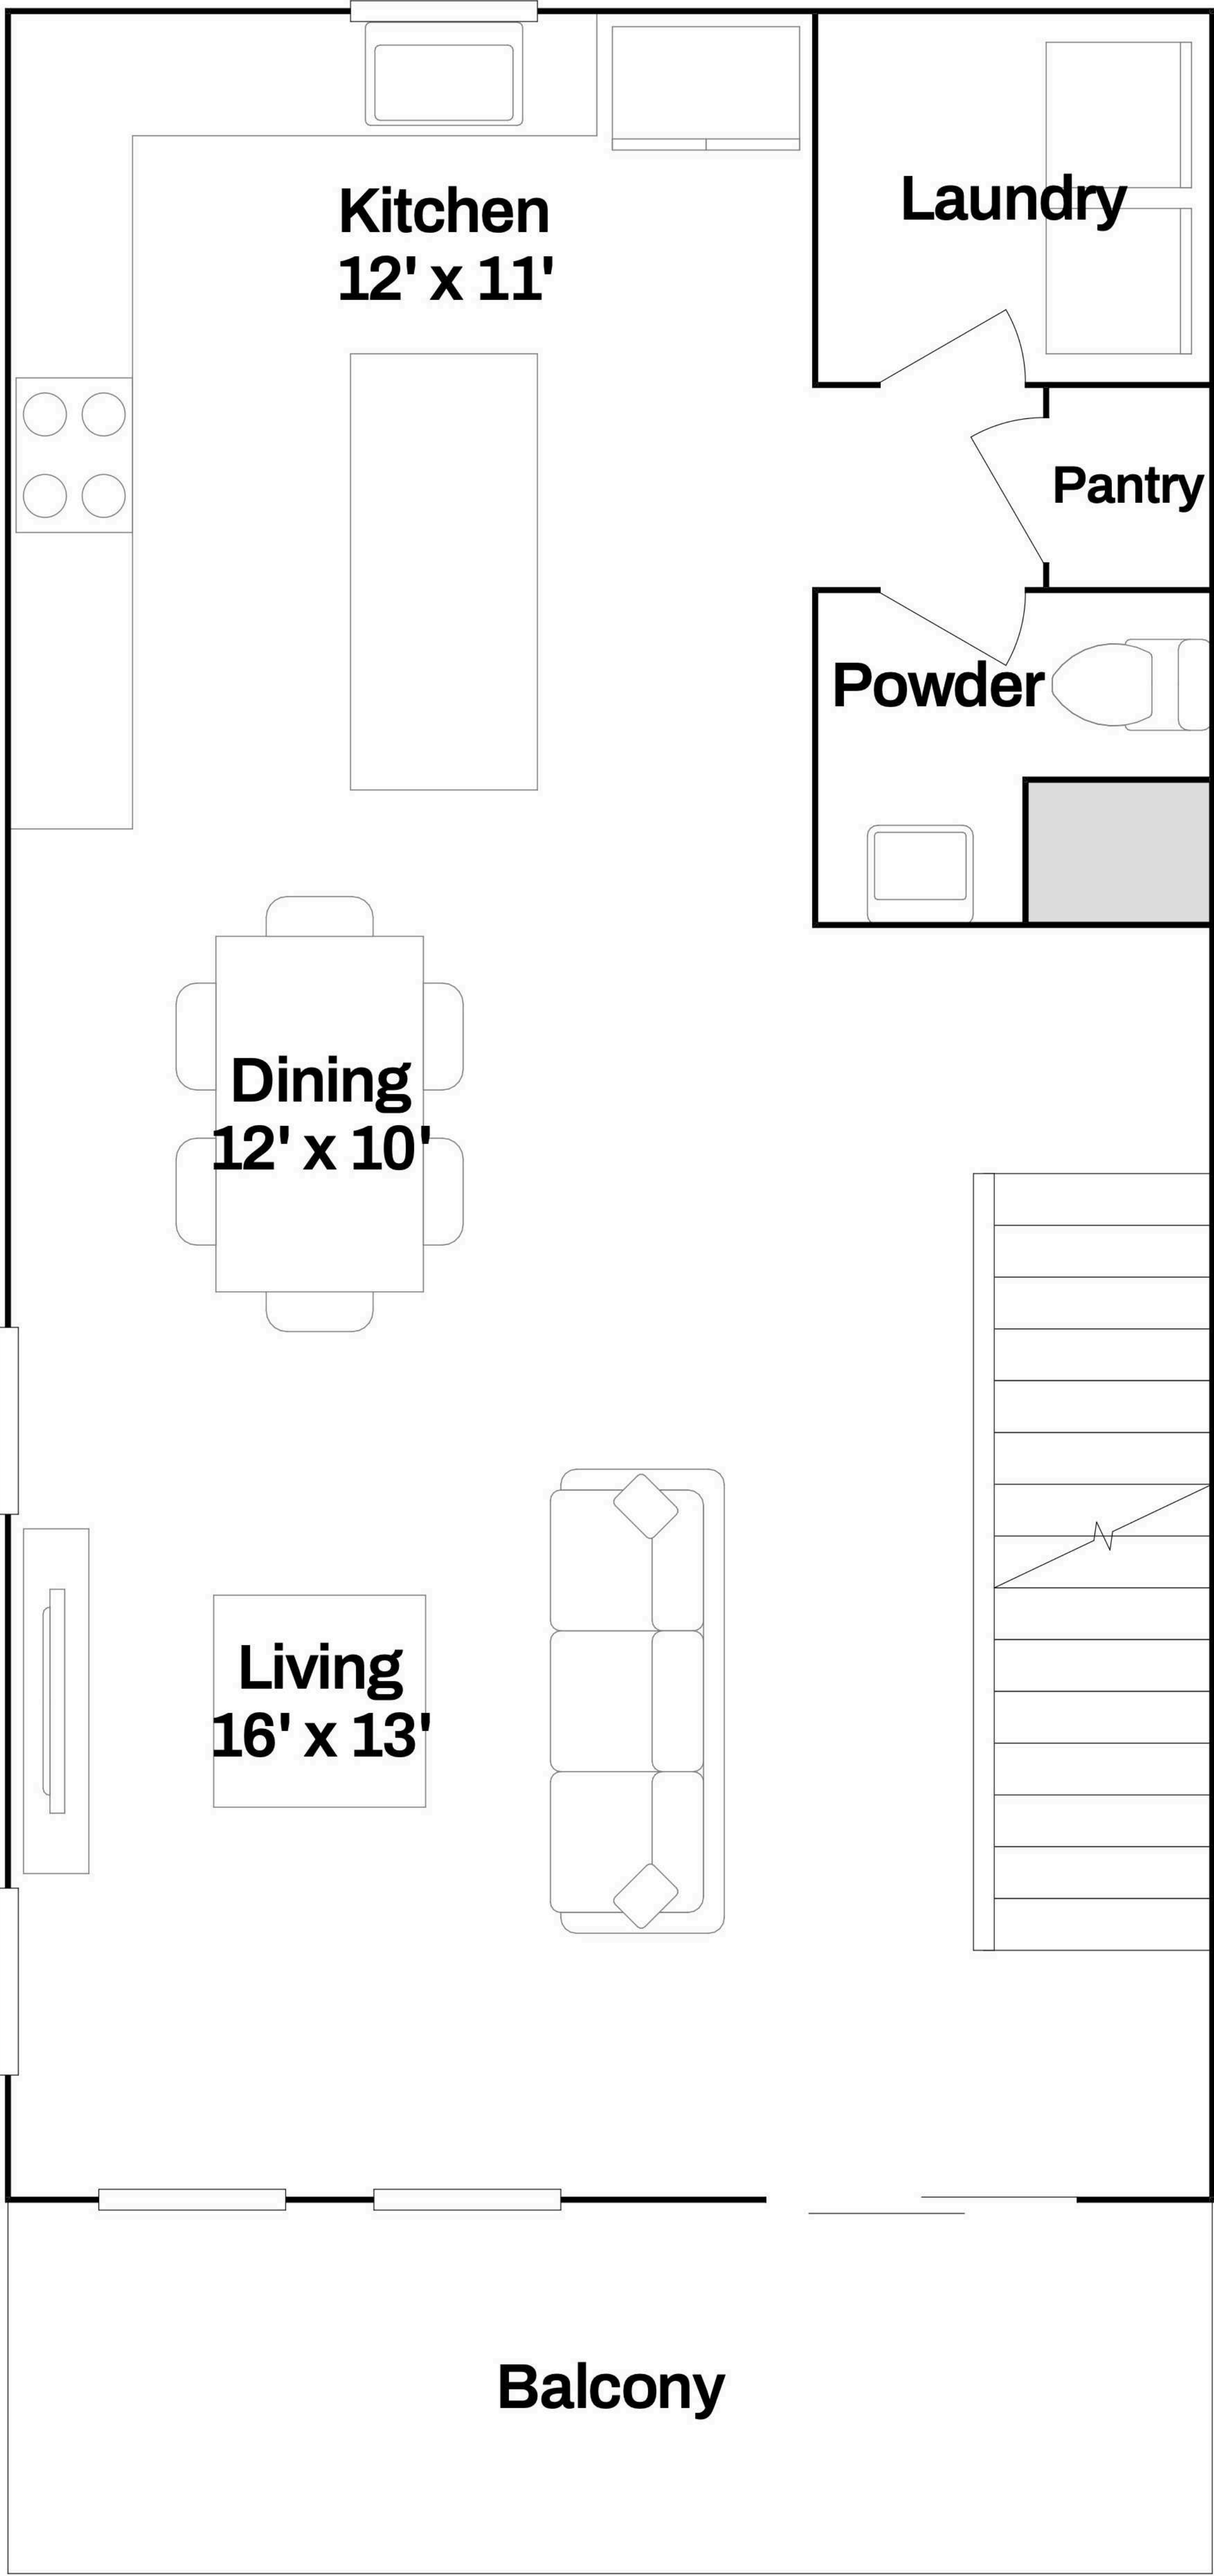 Kitchen
12' x 11'
Laundry
Pantry
Powder
Dining
12' x 10'
Living
16' x 13'
Balcony